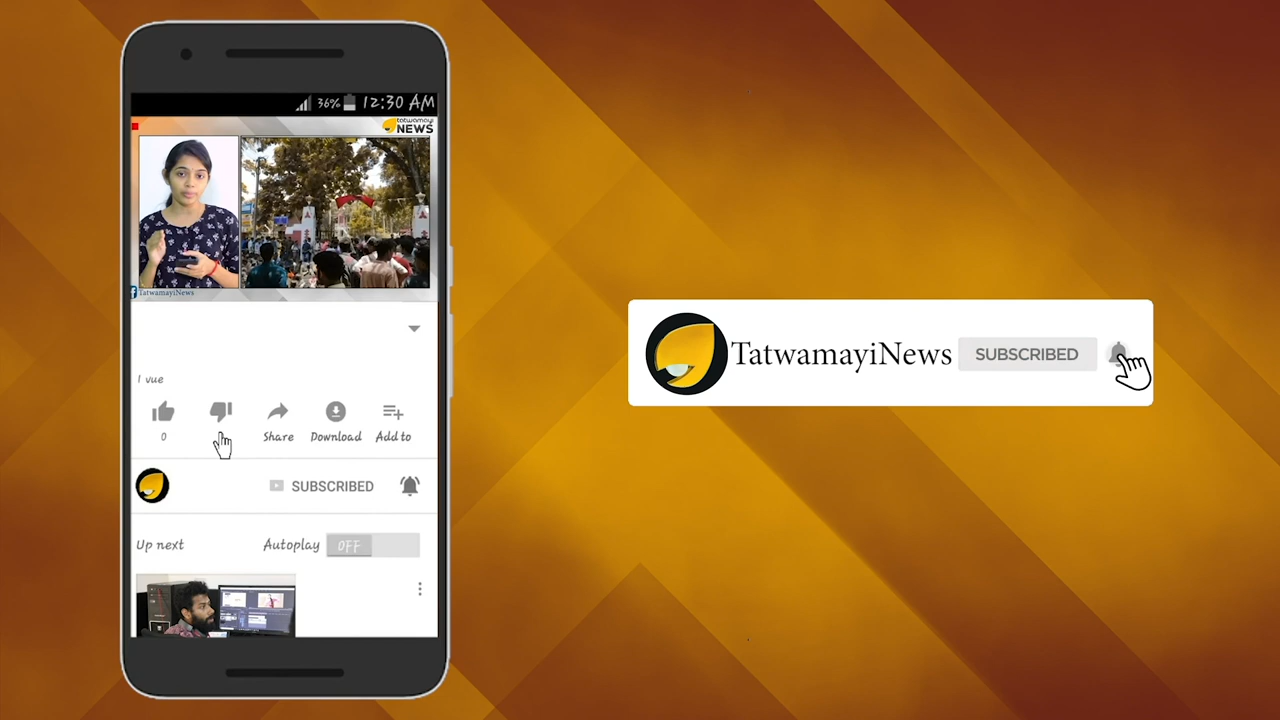 36% 12:30 AM
tatwamayi
NEWS
TatwamayiNews
1 vue
0 Share Download Add to
SUBSCRIBED
Up next Autoplay OFF
TatwamayiNews SUBSCRIBED